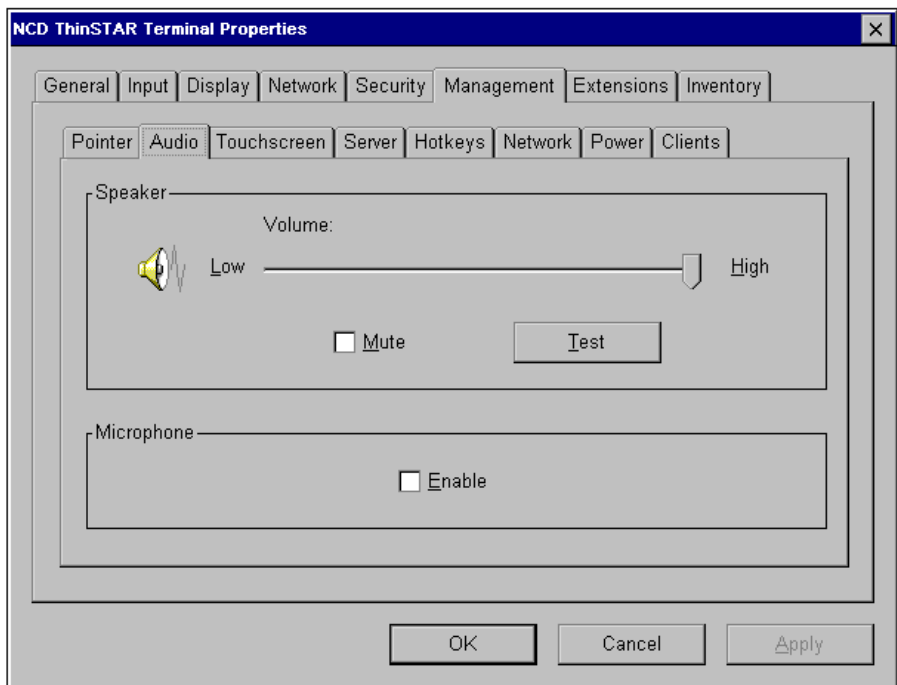 NCD ThinSTAR Terminal Properties
General Input Display Network Security Management Extensions Inventory
Pointer Audio Touchscreen Server Hotkeys Network Power Clients
Speaker
Volume:
Low High
Mute Test
Microphone
Enable
OK Cancel Apply